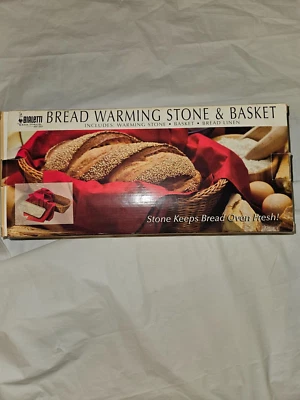 BIALETTI
BREAD WARMING STONE & BASKET
INCLUDES: WARMING STONE • BASKET • BREAD LINEN
Stone Keeps Bread Oven Fresh!